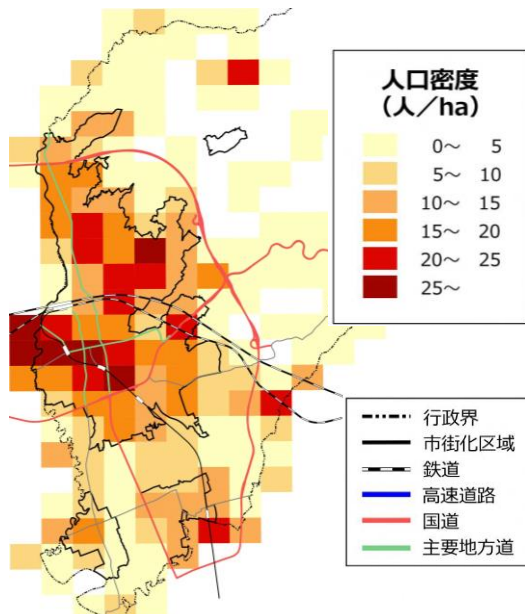 人口密度
（人／ha）
0～ 5
5～ 10
10～ 15
15～ 20
20～ 25
25～
行政界
市街化区域
鉄道
高速道路
国道
主要地方道